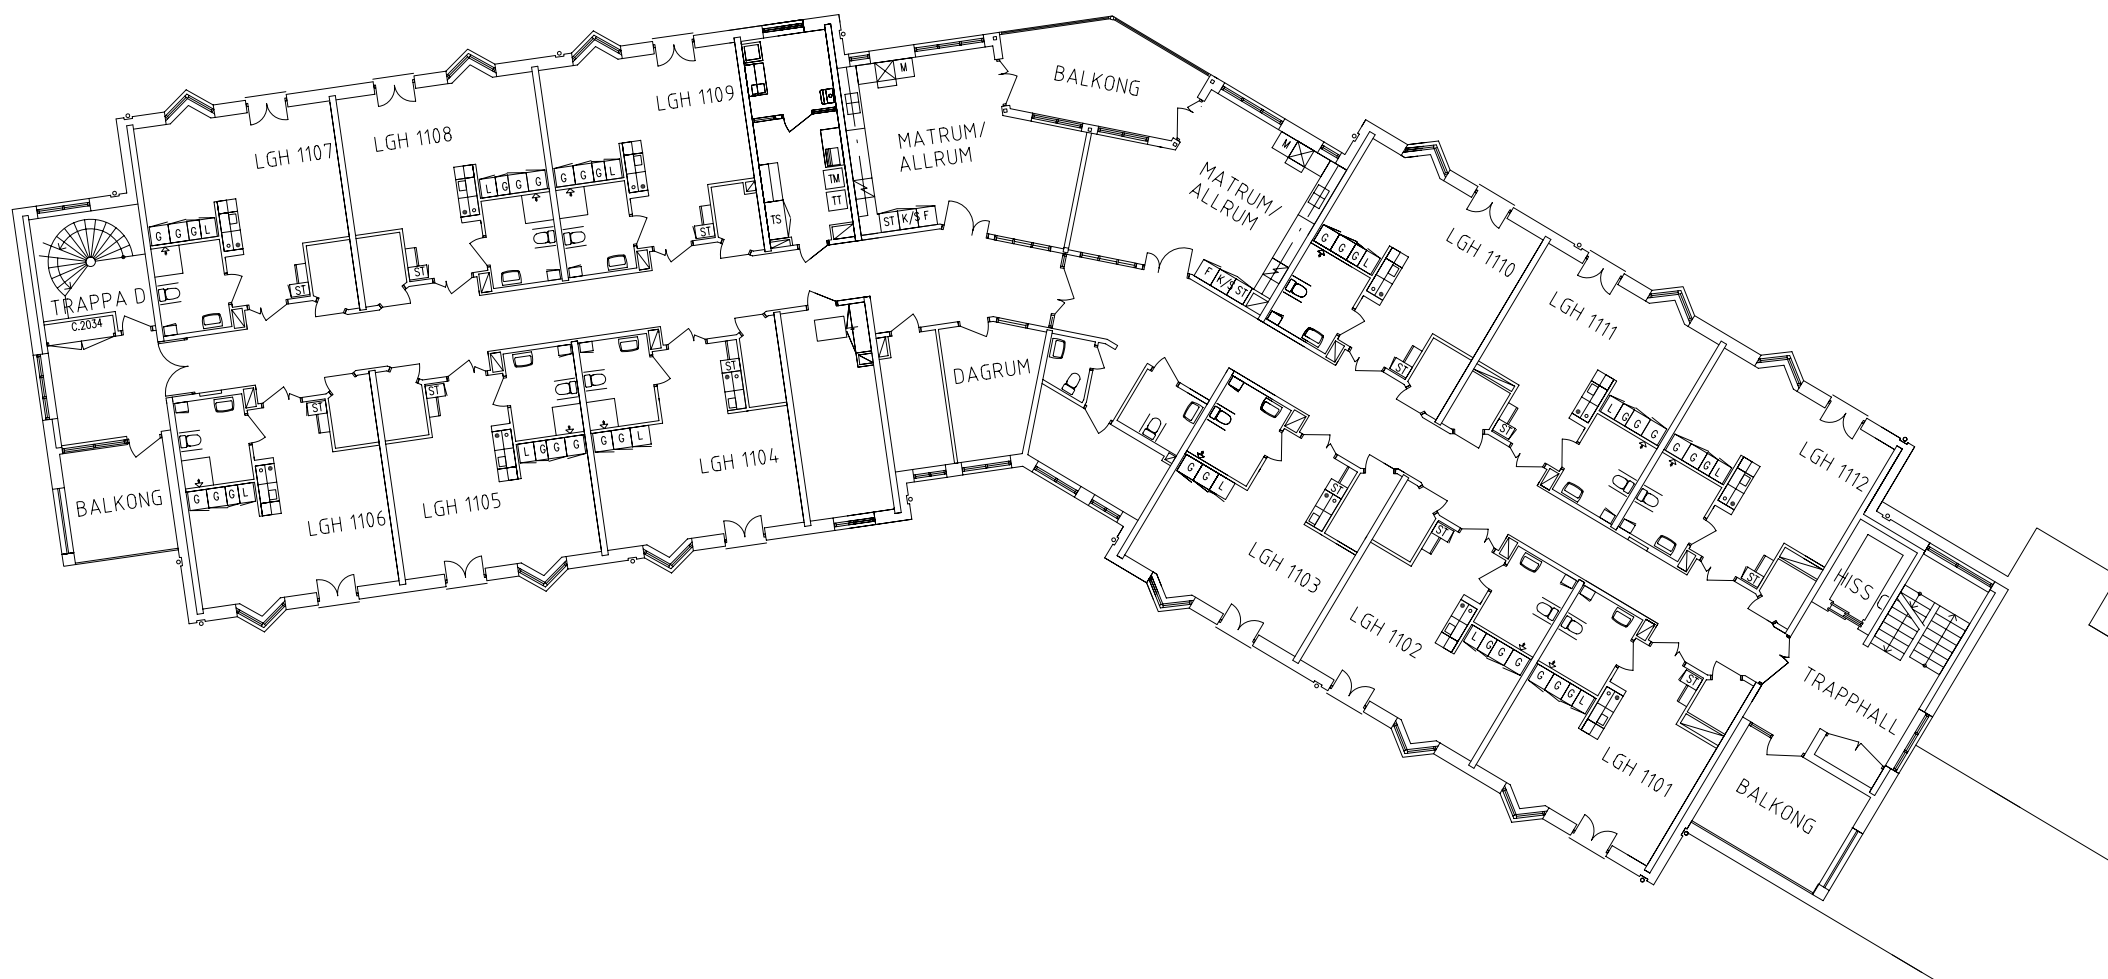 BALKONG
M
MATRUM/
ALLRUM
LGH 1109
LGH 1108
LGH 1107
L G G G
G G G L
TM
TT
TS
ST
ST K/S F
ST
ST
G G G L
TRAPPA D
C.2034
M
MATRUM/
ALLRUM
F K/S ST
G G G L
LGH 1110
LGH 1111
LGH 1112
ST
ST
L G G G
G G G L
ST
HISS
TRAPPHALL
BALKONG
DAGRUM
ST
ST
ST
G G G L
L G G G
G G G L
LGH 1106
LGH 1105
LGH 1104
BALKONG
G G L
ST
ST
LGH 1103
LGH 1102
L G G G
G G G L
ST
LGH 1101